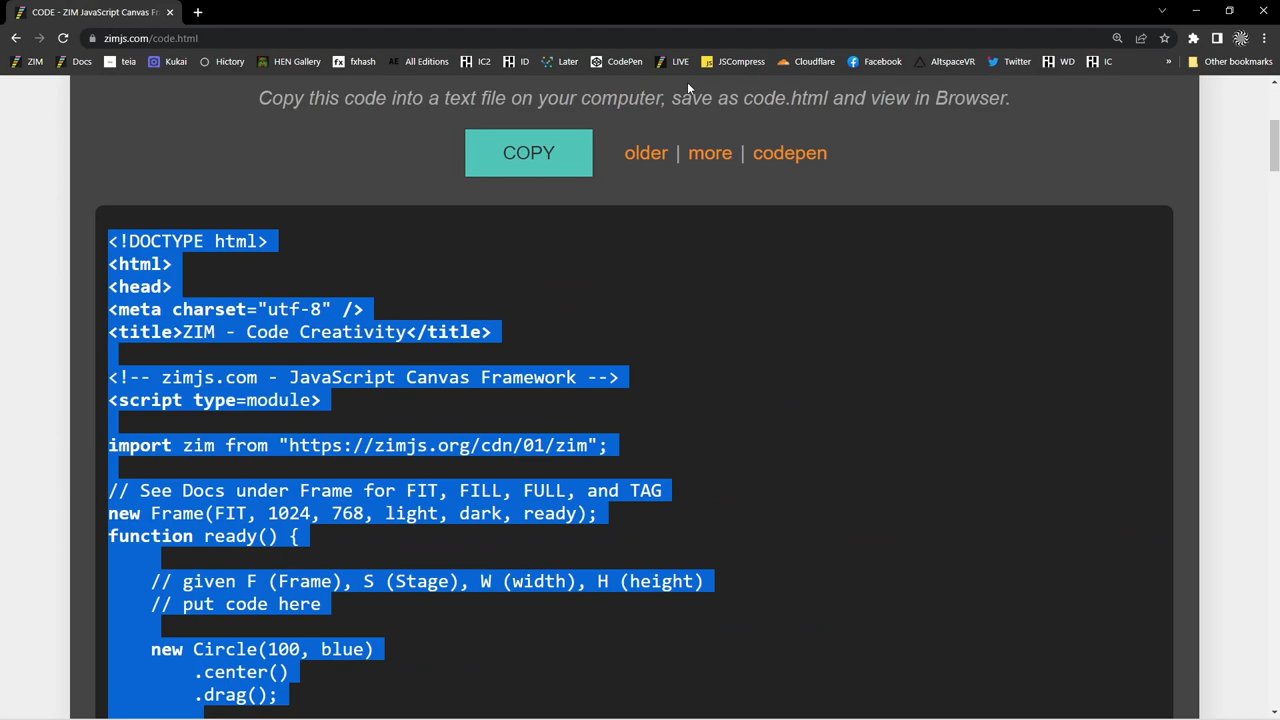 CODE - ZIM JavaScript Canvas Fr
zimjs.com/code.html
ZIM Docs teia Kukai Hictory HEN Gallery fxhash All Editions IC2 ID Later CodePen LIVE JSCompress Cloudflare Facebook AltspaceVR Twitter WD IC » Other bookmarks
Copy this code into a text file on your computer, save as code.html and view in Browser.
COPY older | more | codepen
<!DOCTYPE html>
<html>
<head>
<meta charset="utf-8" />
<title>ZIM - Code Creativity</title>
<!-- zimjs.com - JavaScript Canvas Framework -->
<script type=module>
import zim from "https://zimjs.org/cdn/01/zim";
// See Docs under Frame for FIT, FILL, FULL, and TAG
new Frame(FIT, 1024, 768, light, dark, ready);
function ready() {
// given F (Frame), S (Stage), W (width), H (height)
// put code here
new Circle(100, blue)
.center()
.drag();